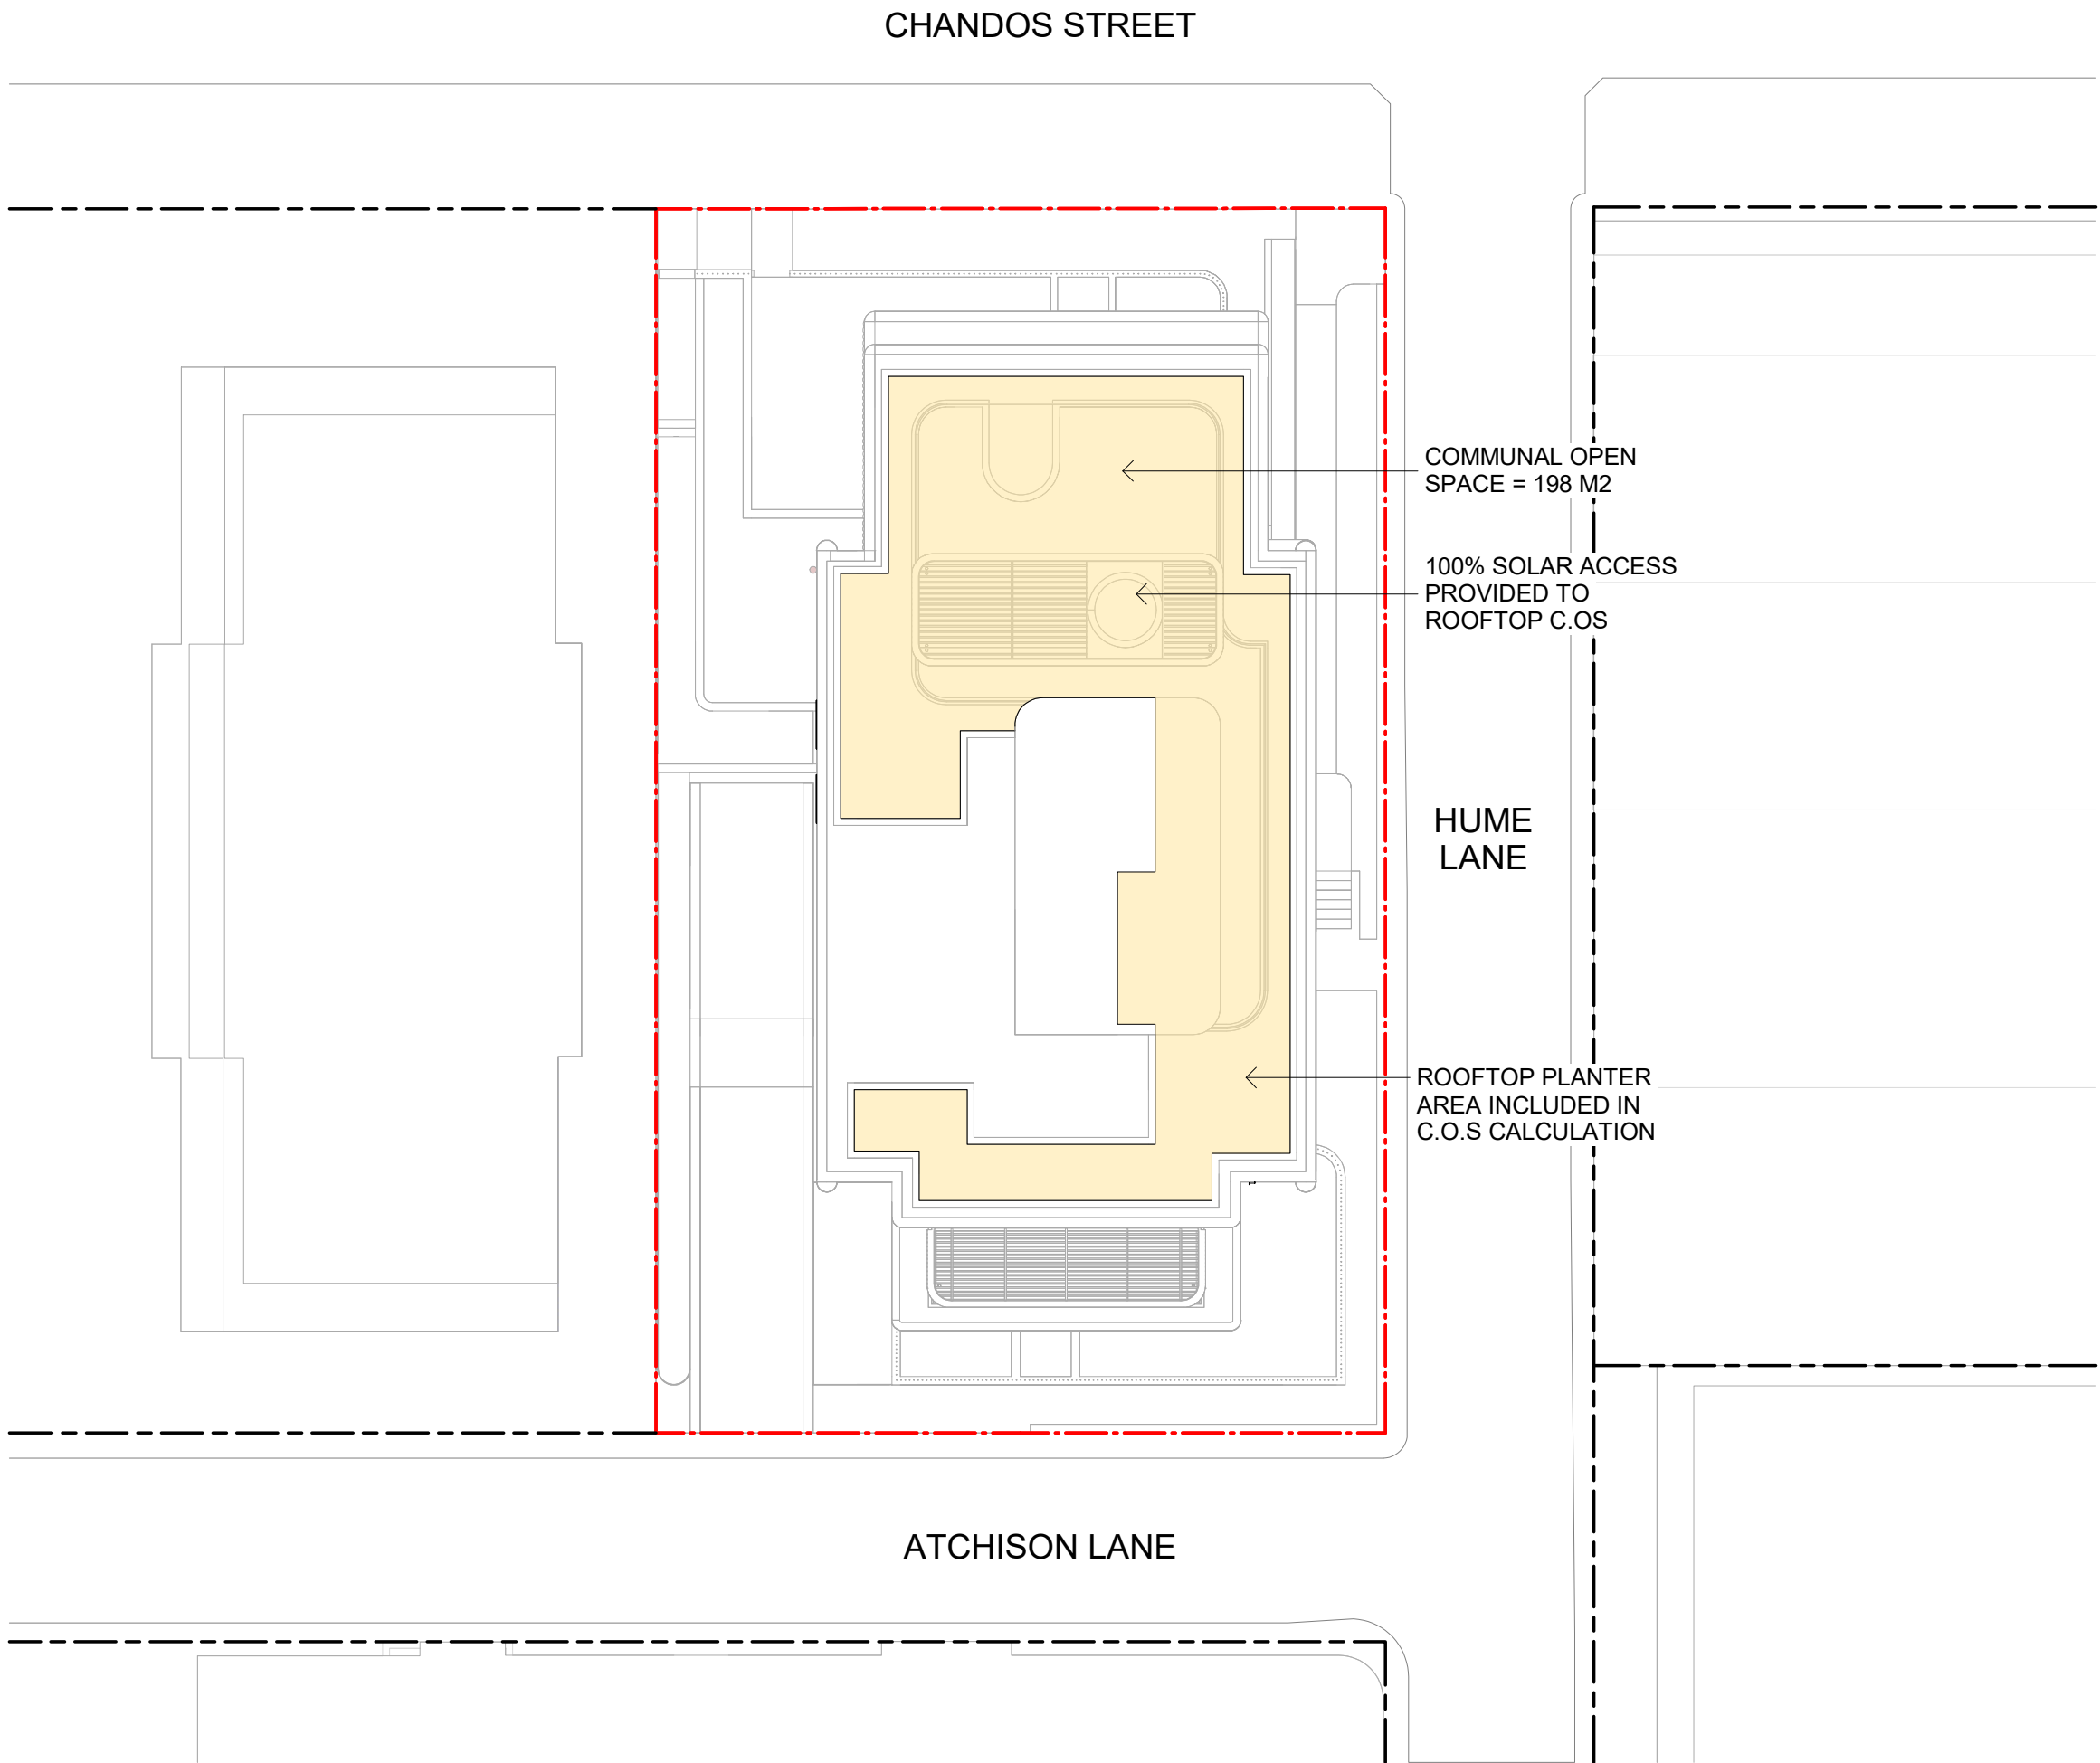 CHANDOS STREET
COMMUNAL OPEN
SPACE = 198 M2
100% SOLAR ACCESS
PROVIDED TO
ROOFTOP C.OS
HUME
LANE
ROOFTOP PLANTER
AREA INCLUDED IN
C.O.S CALCULATION
ATCHISON LANE